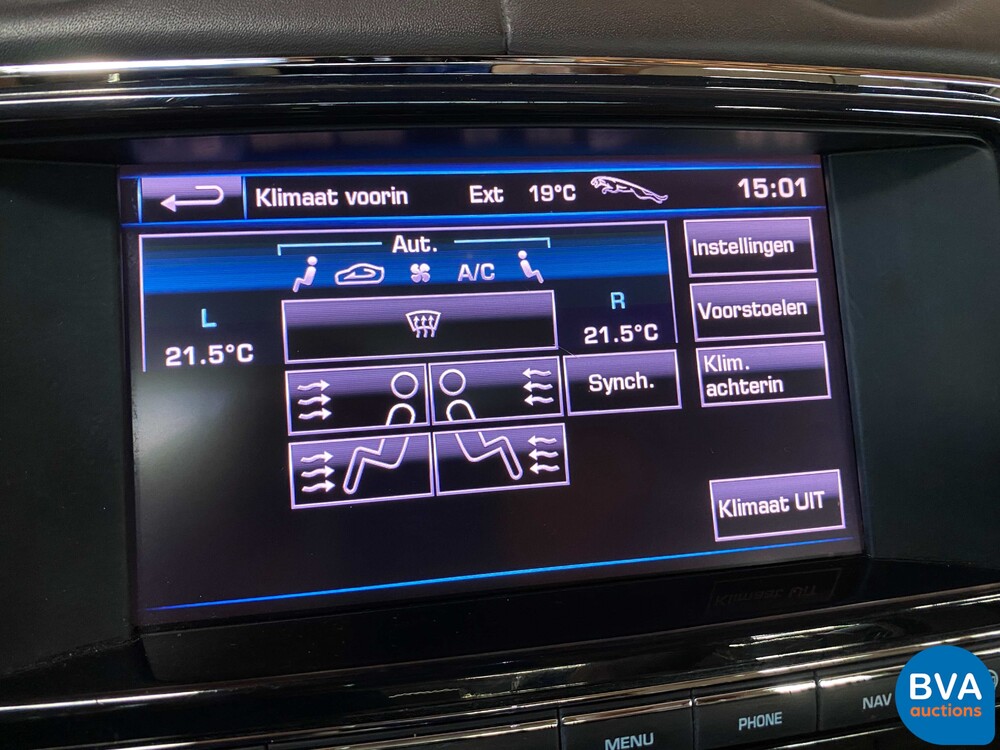 Klimaat voorin Ext 19°C 15:01
Aut.
A/C
L
21.5°C
R
21.5°C
Synch.
Instellingen
Voorstoelen
Klim.
achterin
Klimaat UIT
MENU
PHONE
NAV
BVA
auctions